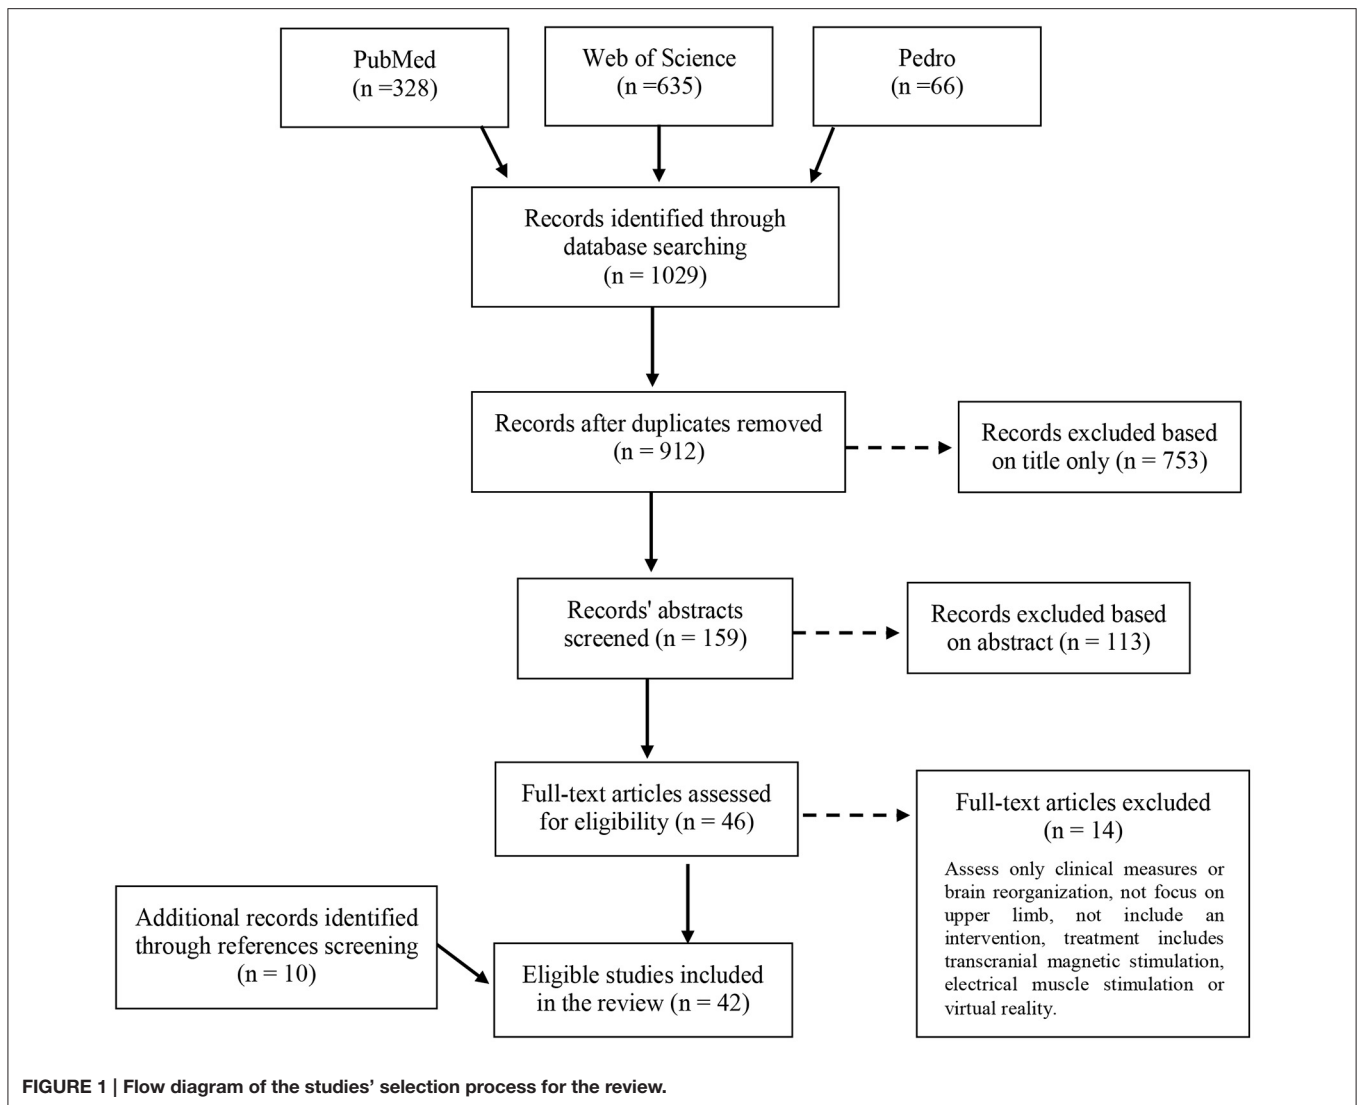 PubMed
(n =328)
Web of Science
(n =635)
Pedro
(n =66)
Records identified through
database searching
(n = 1029)
Records after duplicates removed
(n = 912)
Records excluded based
on title only (n = 753)
Records' abstracts
screened (n = 159)
Records excluded based
on abstract (n = 113)
Full-text articles assessed
for eligibility (n = 46)
Full-text articles excluded
(n = 14)
Assess only clinical measures or
brain reorganization, not focus on
upper limb, not include an
intervention, treatment includes
transcranial magnetic stimulation,
electrical muscle stimulation or
virtual reality.
Additional records identified
through references screening
(n = 10)
Eligible studies included
in the review (n = 42)
FIGURE 1 | Flow diagram of the studies’ selection process for the review.